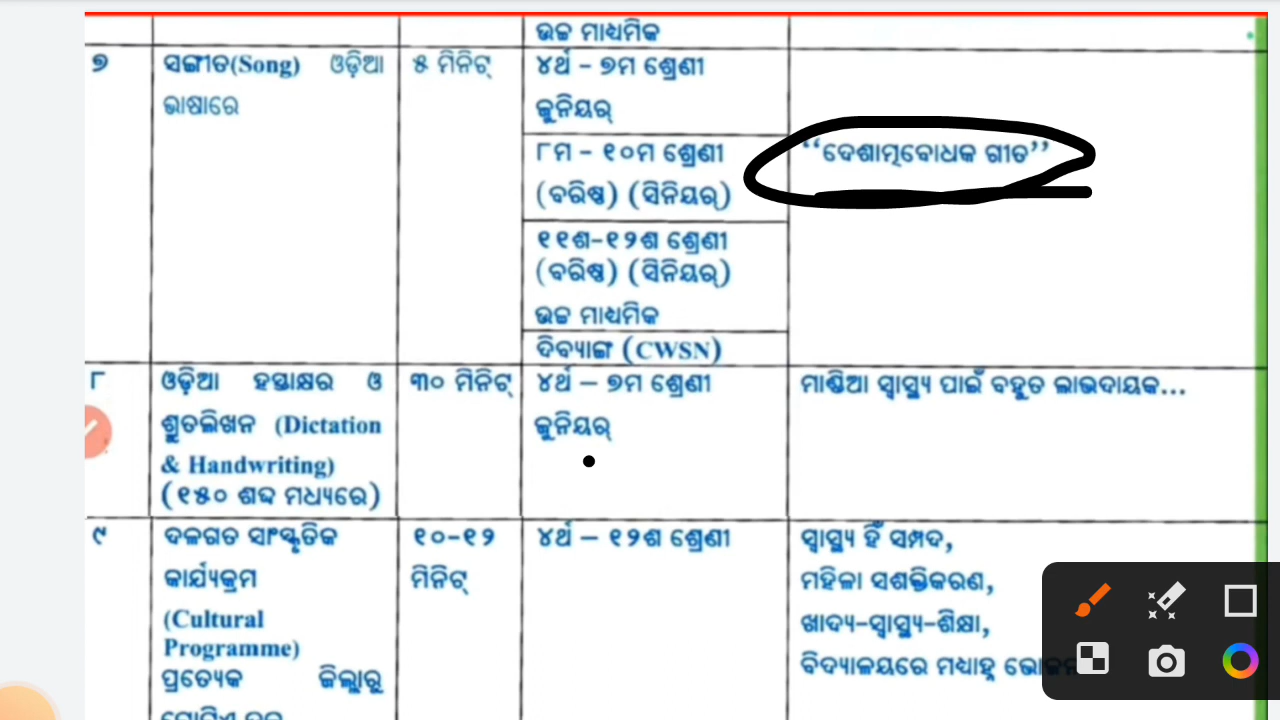 ଉଚ୍ଚ ମାଧ୍ୟମିକ
୭ ସଙ୍ଗୀତ(Song) ଓଡ଼ିଆ ୫ ମିନିଟ୍ ୪ର୍ଥ – ୭ମ ଶ୍ରେଣୀ
ଭାଷାରେ ଜୁନିୟର୍
୮ମ – ୧୦ମ ଶ୍ରେଣୀ ‘‘ଦେଶାତ୍ମବୋଧକ ଗୀତ’’
(ବରିଷ୍ଠ) (ସିନିୟର୍)
୧୧ଶ–୧୨ଶ ଶ୍ରେଣୀ
(ବରିଷ୍ଠ) (ସିନିୟର୍)
ଉଚ୍ଚ ମାଧ୍ୟମିକ
ଦିବ୍ୟାଙ୍ଗ (CWSN)
୮ ଓଡ଼ିଆ ହସ୍ତାକ୍ଷର ଓ ୩୦ ମିନିଟ୍ ୪ର୍ଥ – ୭ମ ଶ୍ରେଣୀ ମାଣ୍ଡିଆ ସ୍ୱାସ୍ଥ୍ୟ ପାଇଁ ବହୁତ ଲାଭଦାୟକ...
ଶ୍ରୁତଲିଖନ (Dictation ଜୁନିୟର୍
& Handwriting)
(୧୫୦ ଶବ୍ଦ ମଧ୍ୟରେ)
୯ ଦଳଗତ ସାଂସ୍କୃତିକ ୧୦–୧୨ ୪ର୍ଥ – ୧୨ଶ ଶ୍ରେଣୀ ସ୍ୱାସ୍ଥ୍ୟ ହିଁ ସମ୍ପଦ,
କାର୍ଯ୍ୟକ୍ରମ ମିନିଟ୍ ମହିଳା ସଶକ୍ତିକରଣ,
(Cultural ଖାଦ୍ୟ–ସ୍ୱାସ୍ଥ୍ୟ–ଶିକ୍ଷା,
Programme)
ପ୍ରତ୍ୟେକ ଜିଲ୍ଲାରୁ ବିଦ୍ୟାଳୟରେ ମଧ୍ୟାହ୍ନ